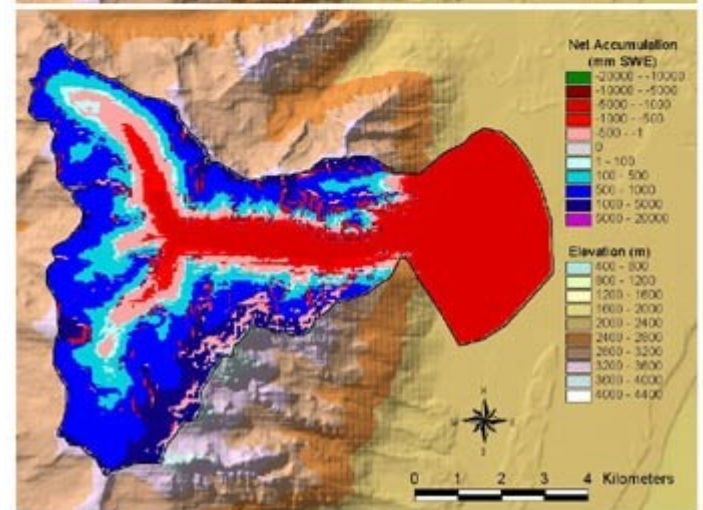 Net Accumulation
(mm SWE)
-20000 - -10000
-10000 - -5000
-5000 - -1000
-1000 - -500
-500 - -1
0
1 - 100
100 - 500
500 - 1000
1000 - 5000
5000 - 20000
Elevation (m)
400 - 800
800 - 1200
1200 - 1600
1600 - 2000
2000 - 2400
2400 - 2800
2800 - 3200
3200 - 3600
3600 - 4000
4000 - 4400
N
W
E
S
0 1 2 3 4 Kilometers